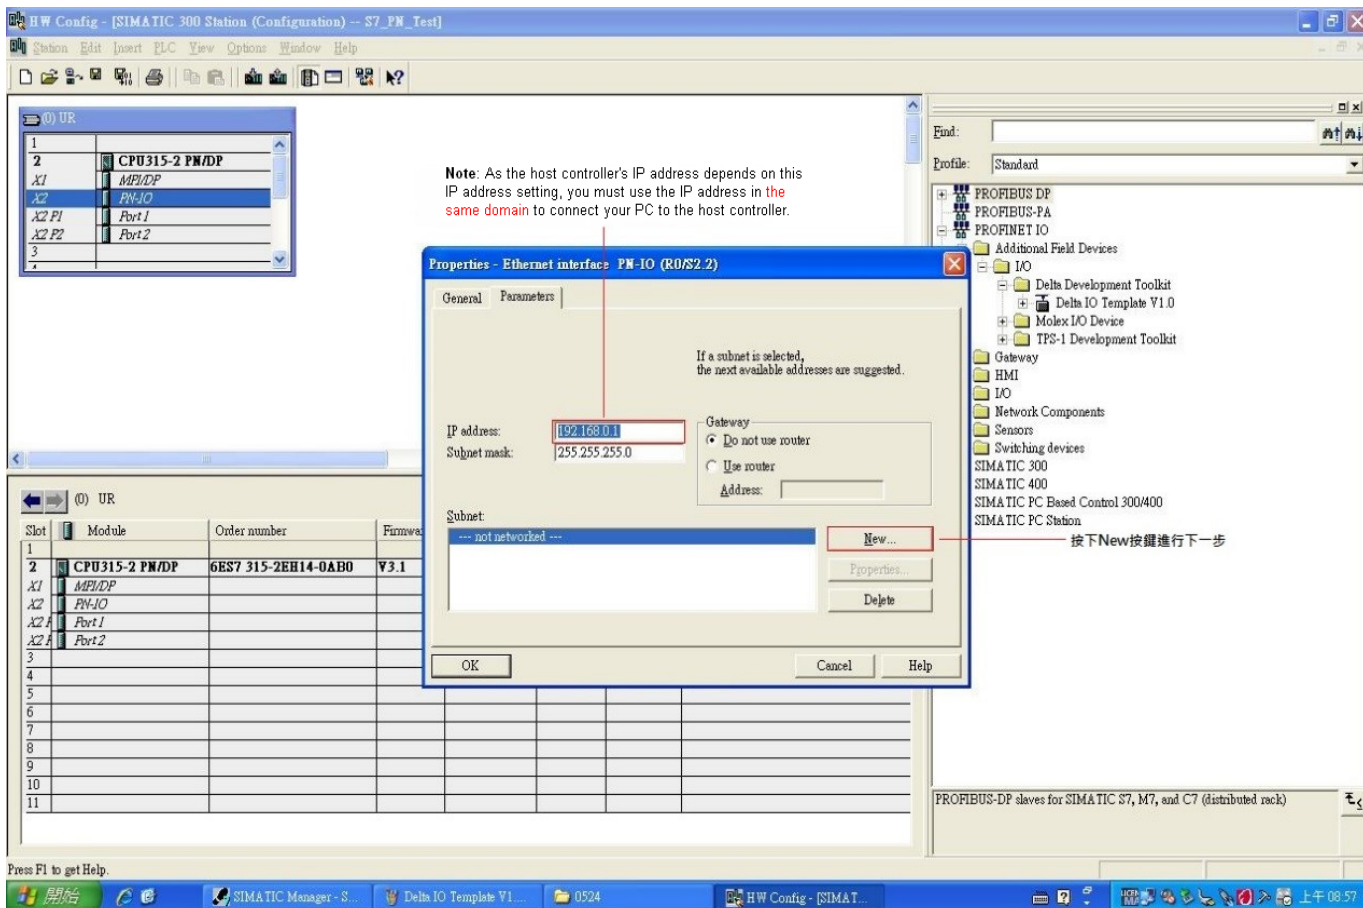 HW Config - [SIMATIC 300 Station (Configuration) -- S7_PN_Test]
Station Edit Insert PLC View Options Window Help
(0) UR
1
2 CPU315-2 PN/DP
X1 MPI/DP
X2 PN-IO
X2 P1 Port 1
X2 P2 Port 2
3
Note: As the host controller's IP address depends on this
IP address setting, you must use the IP address in the
same domain to connect your PC to the host controller.
Properties - Ethernet interface PN-IO (R0/S2.2)
General Parameters
If a subnet is selected,
the next available addresses are suggested.
IP address: 192.168.0.1
Subnet mask: 255.255.255.0
Gateway
Do not use router
Use router
Address:
Subnet:
--- not networked ---
New...
Properties...
Delete
OK Cancel Help
按下New按鍵進行下一步
Find:
Profile: Standard
PROFIBUS DP
PROFIBUS-PA
PROFINET IO
Additional Field Devices
I/O
Delta Development Toolkit
Delta IO Template V1.0
Molex I/O Device
TPS-1 Development Toolkit
Gateway
HMI
I/O
Network Components
Sensors
Switching devices
SIMATIC 300
SIMATIC 400
SIMATIC PC Based Control 300/400
SIMATIC PC Station
PROFIBUS-DP slaves for SIMATIC S7, M7, and C7 (distributed rack)
(0) UR
Slot Module Order number
1
2 CPU315-2 PN/DP 6ES7 315-2EH14-0AB0 V3.1
X1 MPI/DP
X2 PN-IO
Port 1
Port 2
3
4
5
6
7
8
9
10
11
Press F1 to get Help.
開始 SIMATIC Manager - S... Delta IO Template V1.... 0524 HW Config - [SIMAT... 上午 08:57